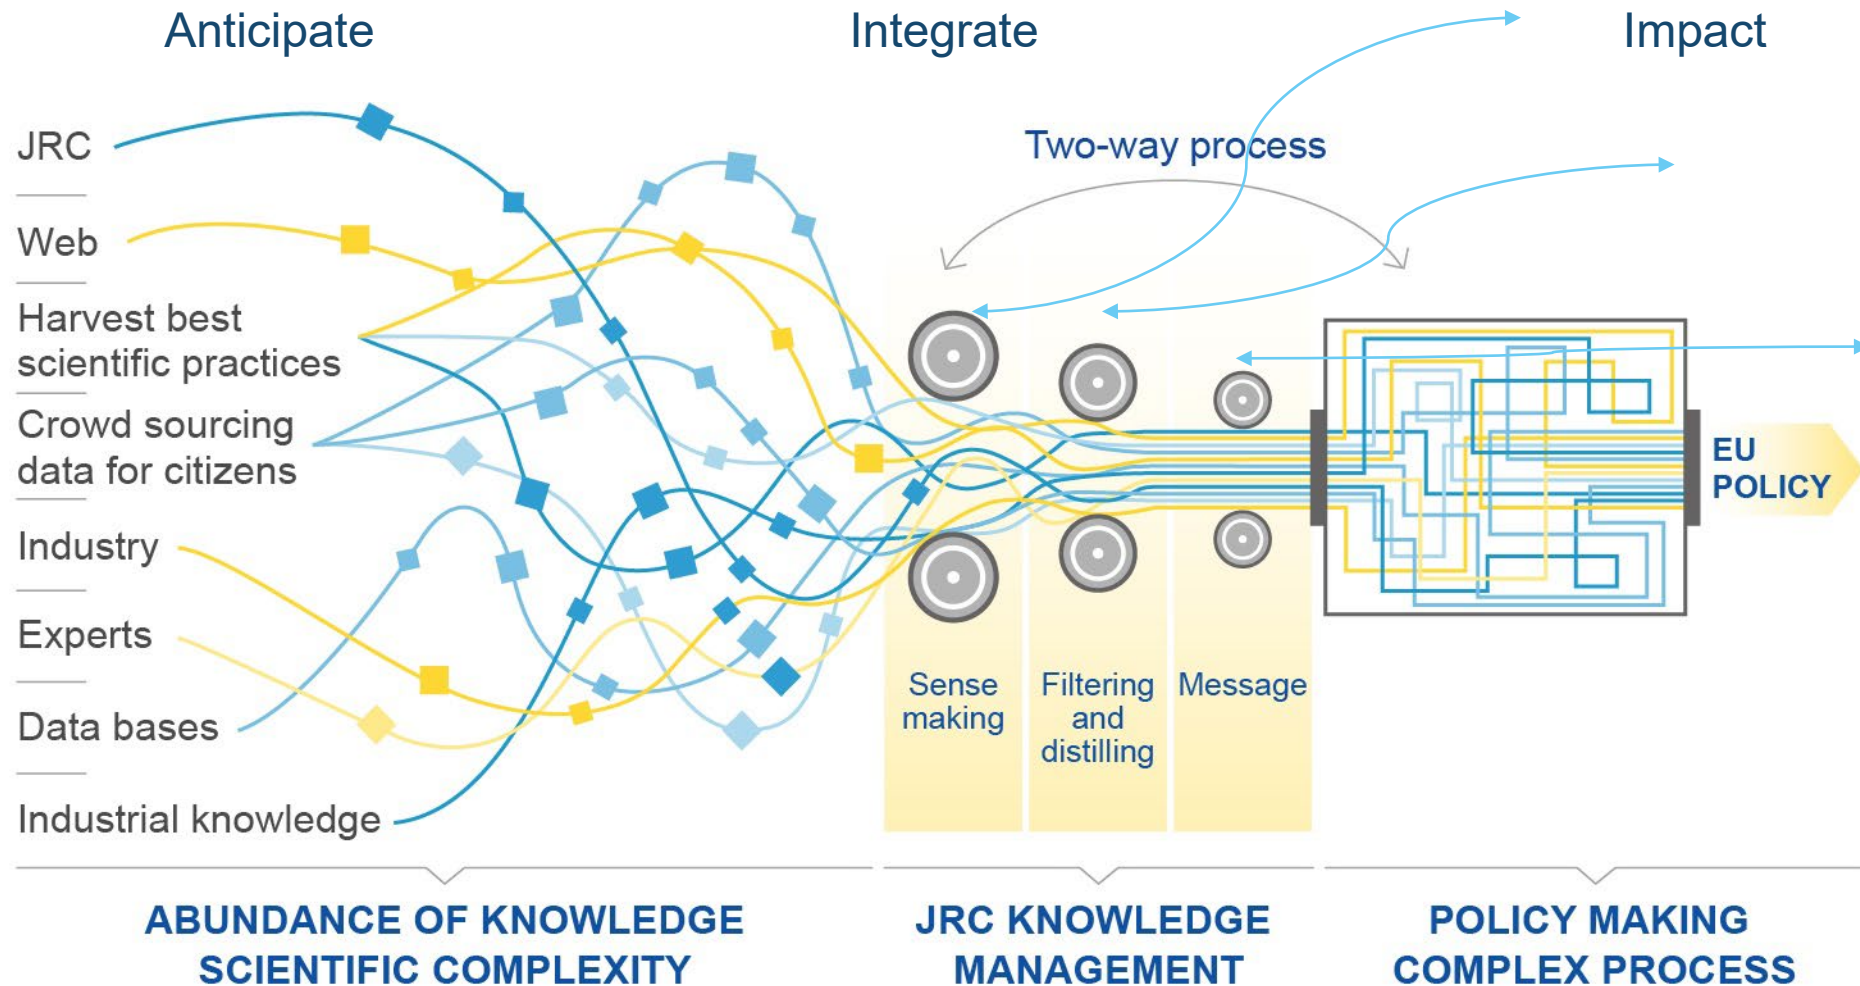 Anticipate
Integrate
Impact
Two-way process
JRC
Web
Harvest best
scientific practices
Crowd sourcing
data for citizens
Industry
Experts
Data bases
Industrial knowledge
Sense
making
Filtering
and
distilling
Message
EU
POLICY
ABUNDANCE OF KNOWLEDGE
SCIENTIFIC COMPLEXITY
JRC KNOWLEDGE
MANAGEMENT
POLICY MAKING
COMPLEX PROCESS